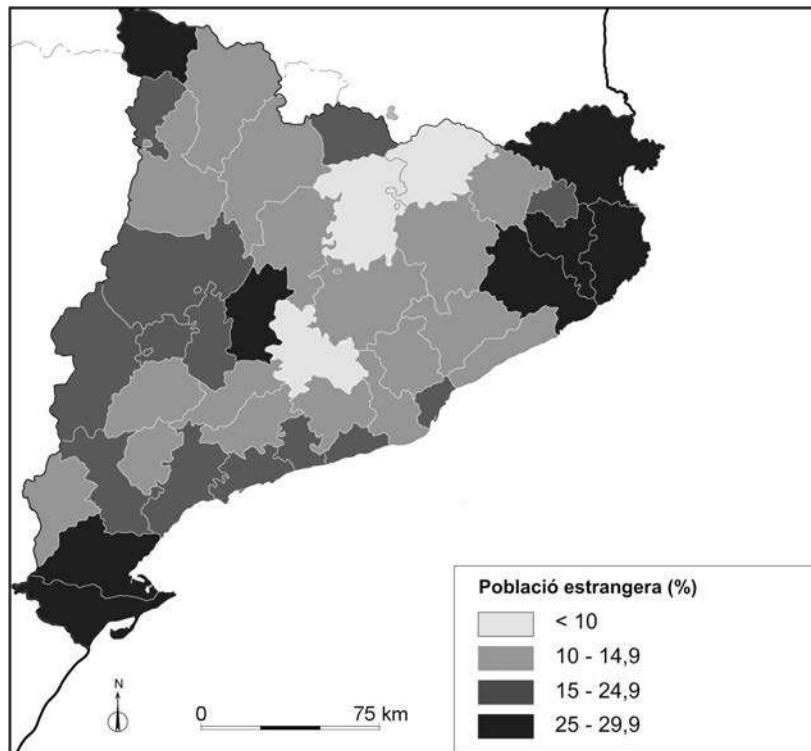 Població estrangera (%)
< 10
10 - 14,9
15 - 24,9
25 - 29,9
N
0 75 km